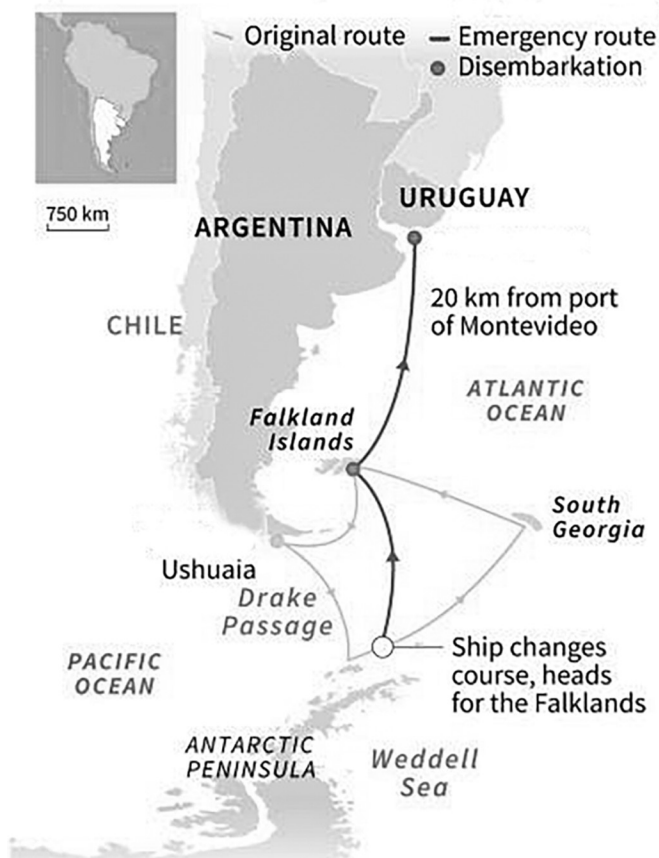 Original route
Emergency route
Disembarkation
750 km
URUGUAY
ARGENTINA
20 km from port
of Montevideo
CHILE
ATLANTIC
OCEAN
Falkland
Islands
South
Georgia
Ushuaia
Drake
Passage
Ship changes
course, heads
for the Falklands
PACIFIC
OCEAN
ANTARCTIC
PENINSULA
Weddell
Sea